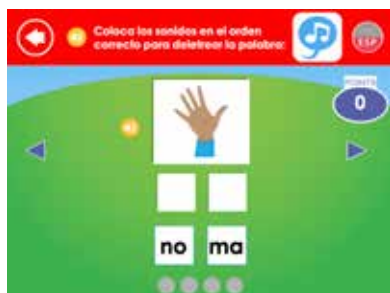 Coloca los sonidos en el orden
correcto para deletrear la palabra:
ESP
POINTS
0
no ma